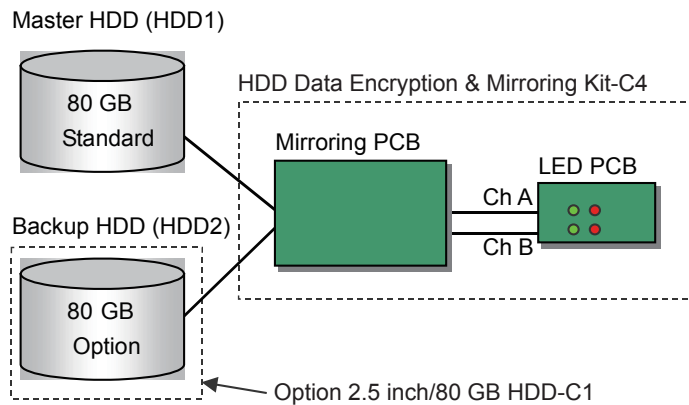 Master HDD (HDD1)
80 GB
Standard
HDD Data Encryption & Mirroring Kit-C4
Mirroring PCB
LED PCB
Ch A
Ch B
Backup HDD (HDD2)
80 GB
Option
Option 2.5 inch/80 GB HDD-C1